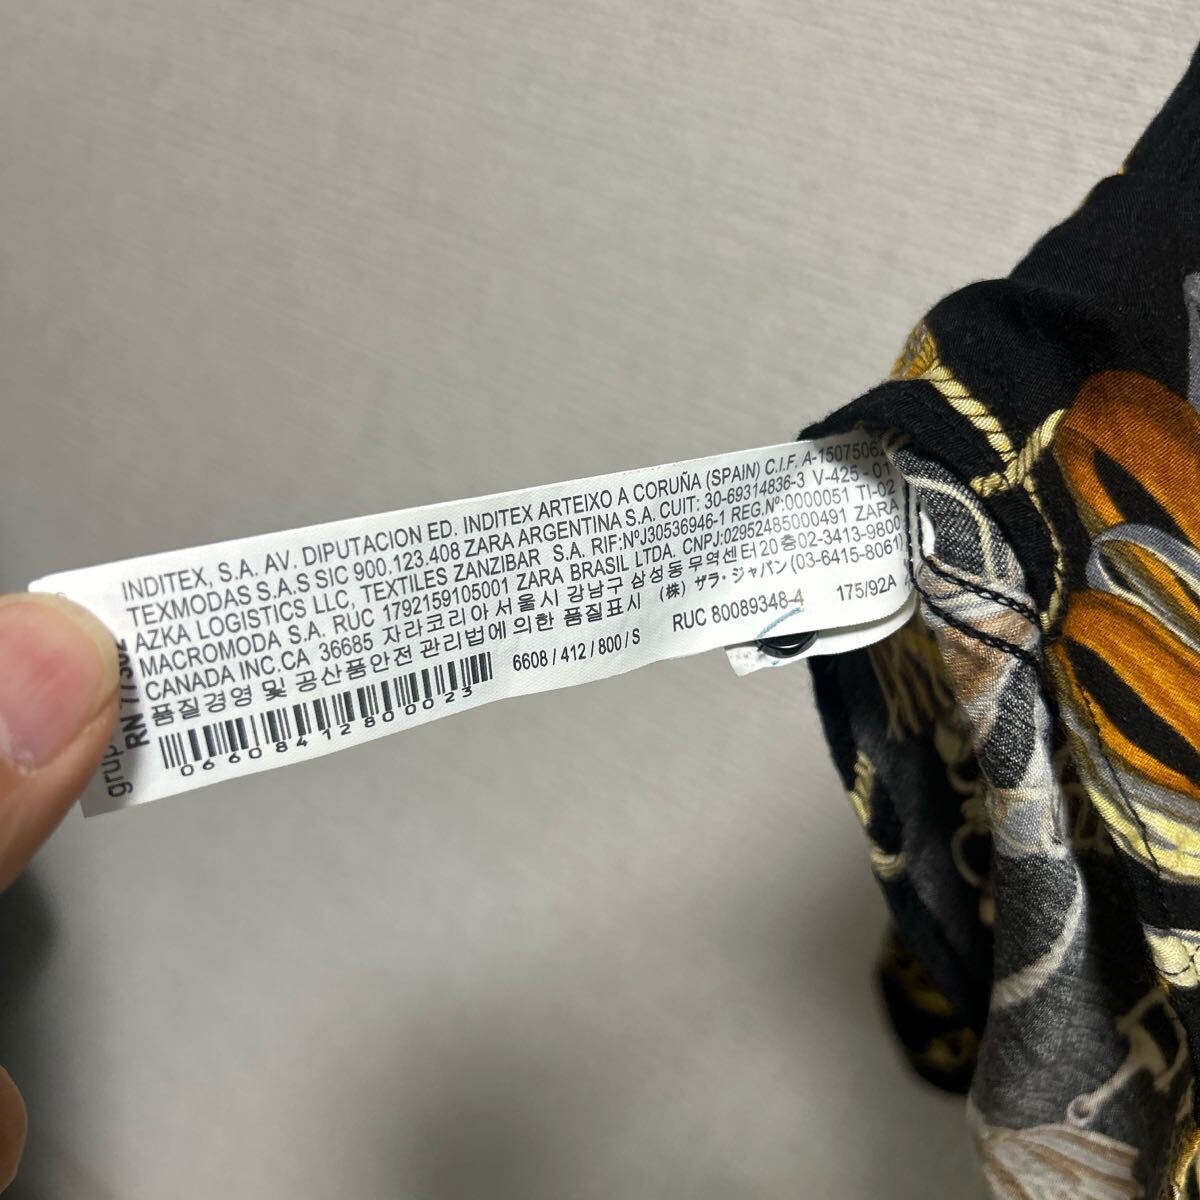 INDITEX, S.A. AV. DIPUTACION ED. INDITEX ARTEIXO A CORUÑA (SPAIN) C.I.F. A-1507506
TEXMODAS S.A.S SIC 900.123.408 ZARA ARGENTINA S.A. CUIT: 30-69314836-3 V-425 - 01
AZKA LOGISTICS LLC, TEXTILES ZANZIBAR S.A. RIF:NºJ30536946-1 REG.Nº:0000051 TI-02
MACROMODA S.A. RUC 1792159105001 ZARA BRASIL LTDA. CNPJ:02952485000491 ZARA
CANADA INC.CA 36685 자라코리아 서울시 강남구 삼성동 무역센터20층02-3413-9800
품질경영 및 공산품안전 관리법에 의한 품질표시 (株) ザラ・ジャパン (03-6415-8061)
06608412800023
6608 / 412 / 800 / S
RUC 80089348-4
175/92A
grup
RN 77302